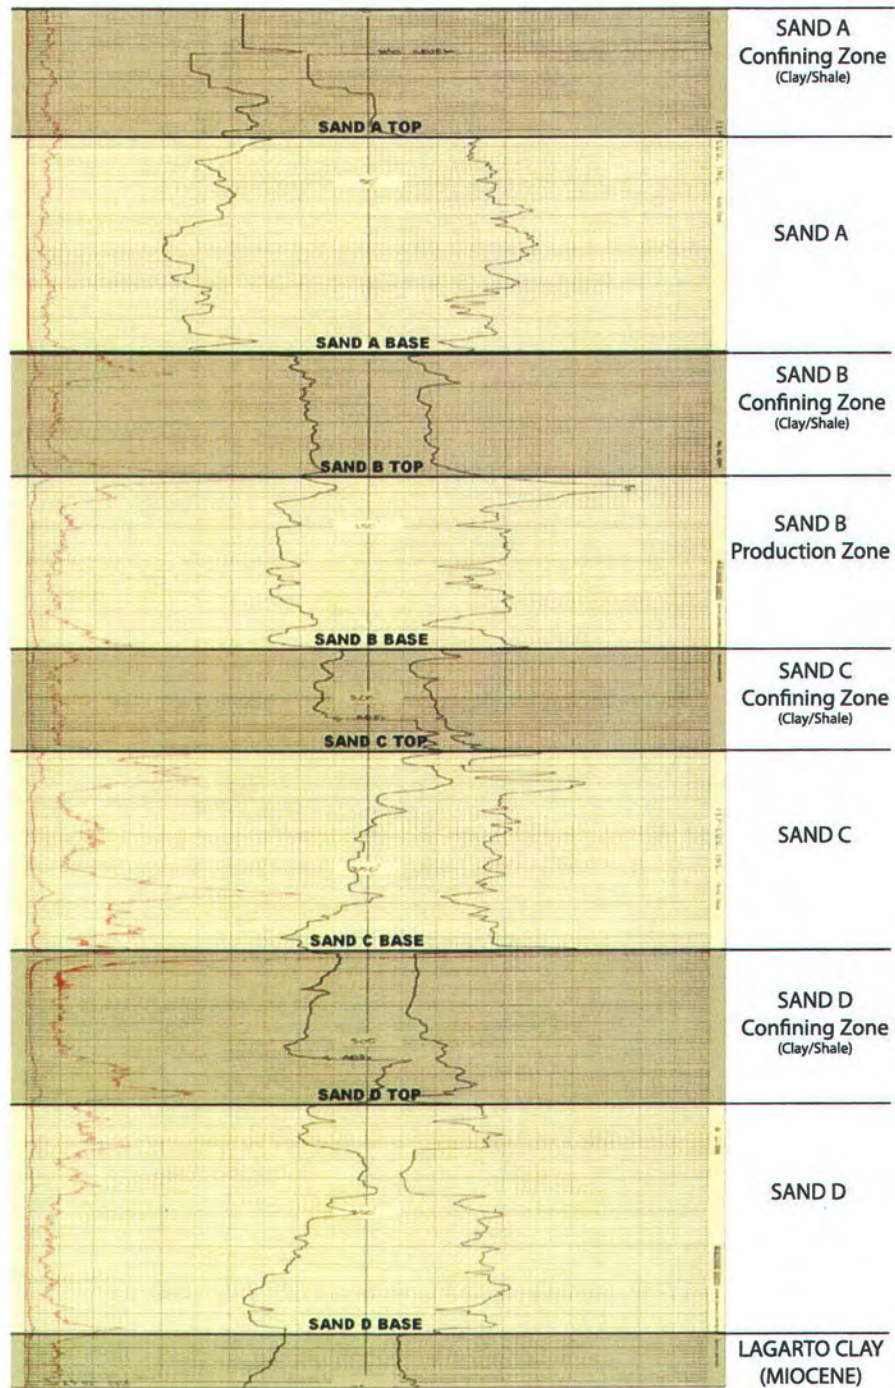 SAND A
Confining Zone
(Clay/Shale)
SAND A TOP
SAND A
SAND A BASE
SAND B
Confining Zone
(Clay/Shale)
SAND B TOP
SAND B
Production Zone
SAND B BASE
SAND C
Confining Zone
(Clay/Shale)
SAND C TOP
SAND C
SAND C BASE
SAND D
Confining Zone
(Clay/Shale)
SAND D TOP
SAND D
SAND D BASE
LAGARTO CLAY
(MIOCENE)